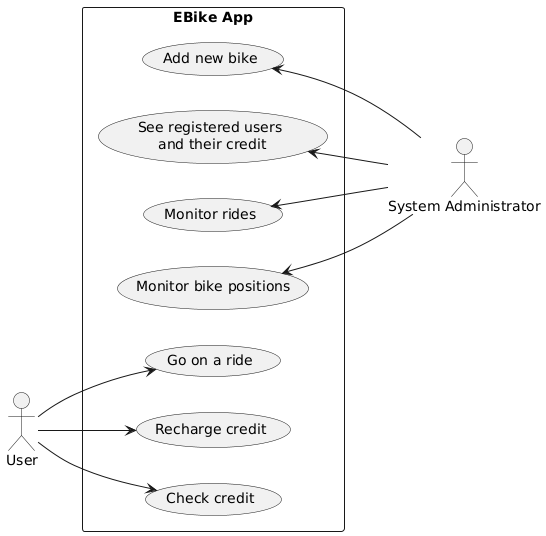 EBike App
Add new bike
See registered users
and their credit
Monitor rides
System Administrator
Monitor bike positions
Go on a ride
Recharge credit
User
Check credit